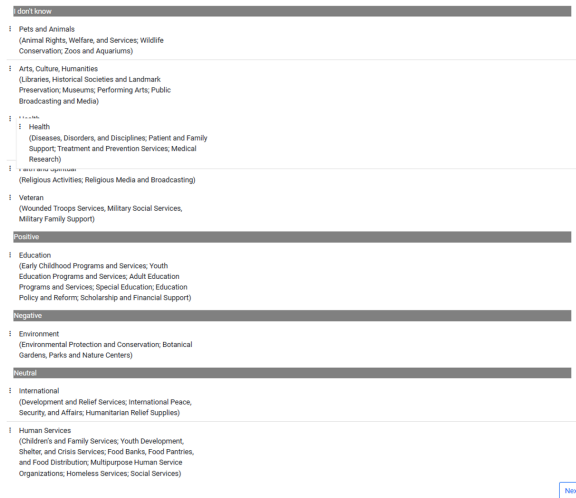 I don't know
Pets and Animals
(Animal Rights, Welfare, and Services; Wildlife
Conservation; Zoos and Aquariums)
Arts, Culture, Humanities
(Libraries, Historical Societies and Landmark
Preservation; Museums; Performing Arts; Public
Broadcasting and Media)
Health
Health
(Diseases, Disorders, and Disciplines; Patient and Family
Support; Treatment and Prevention Services; Medical
Research)
Faith and Spiritual
(Religious Activities; Religious Media and Broadcasting)
Veteran
(Wounded Troops Services, Military Social Services,
Military Family Support)
Positive
Education
(Early Childhood Programs and Services; Youth
Education Programs and Services; Adult Education
Programs and Services; Special Education; Education
Policy and Reform; Scholarship and Financial Support)
Negative
Environment
(Environmental Protection and Conservation; Botanical
Gardens, Parks and Nature Centers)
Neutral
International
(Development and Relief Services; International Peace,
Security, and Affairs; Humanitarian Relief Supplies)
Human Services
(Children's and Family Services; Youth Development,
Shelter, and Crisis Services; Food Banks, Food Pantries,
and Food Distribution; Multipurpose Human Service
Organizations; Homeless Services; Social Services)